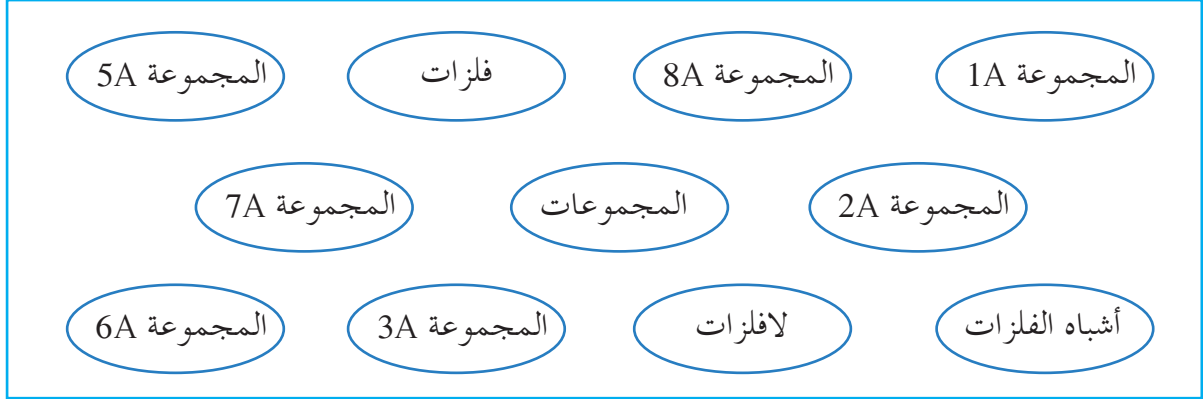 المجموعة 1A
المجموعة 8A
فلزات
المجموعة 5A
المجموعة 2A
المجموعات
المجموعة 7A
أشباه الفلزات
لافلزات
المجموعة 3A
المجموعة 6A